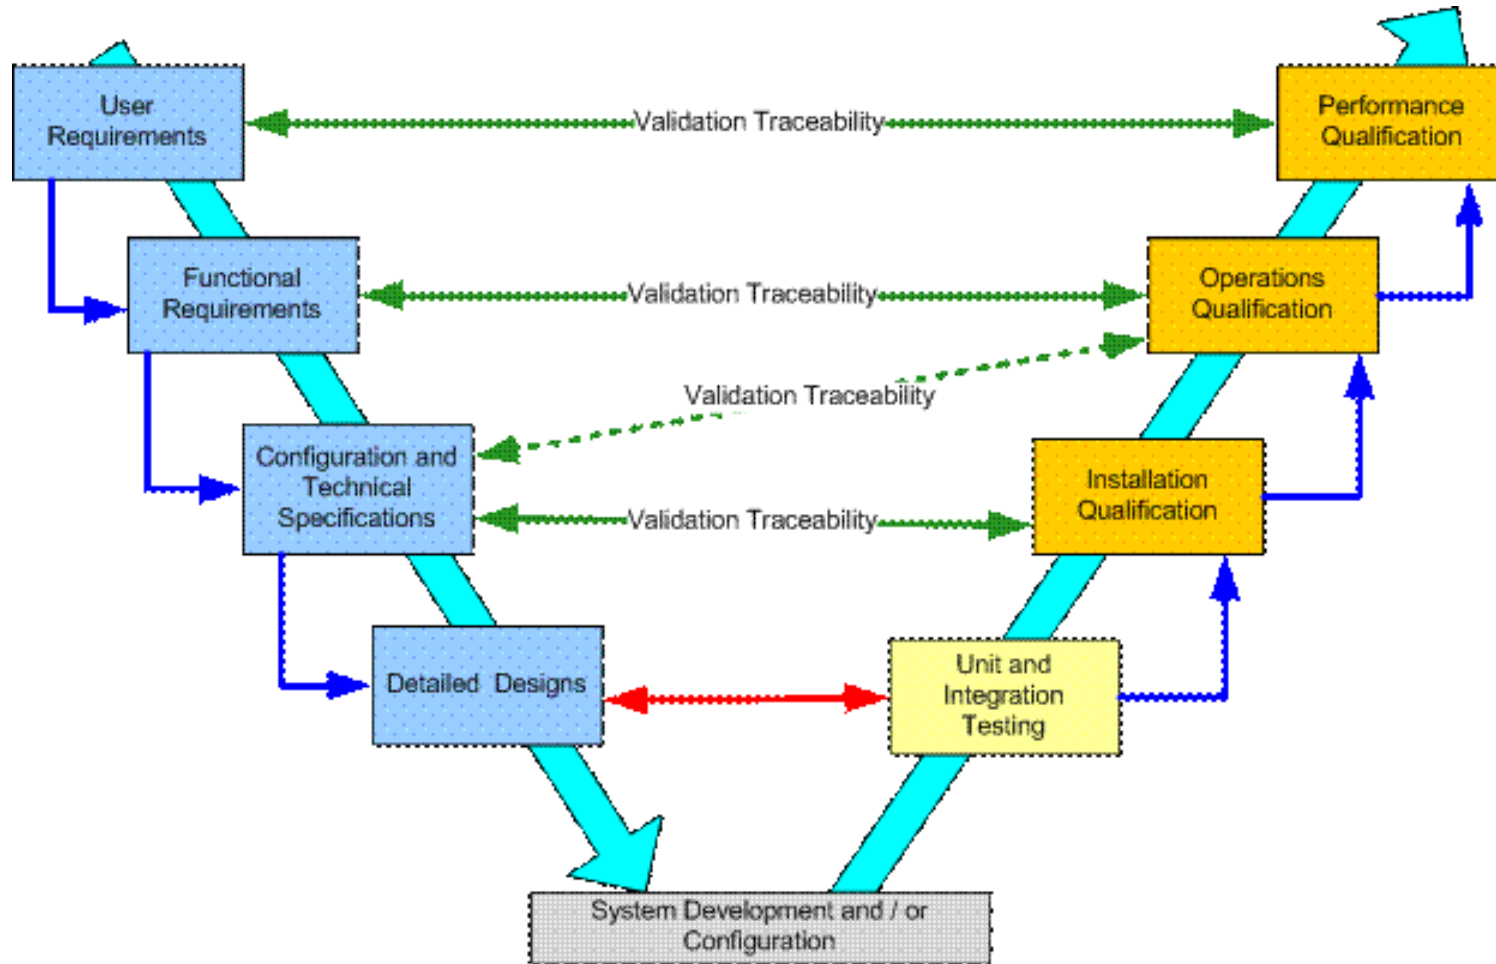 User
Requirements
Validation Traceability
Performance
Qualification
Functional
Requirements
Validation Traceability
Operations
Qualification
Validation Traceability
Configuration and
Technical
Specifications
Validation Traceability
Installation
Qualification
Detailed Designs
Unit and
Integration
Testing
System Development and / or
Configuration